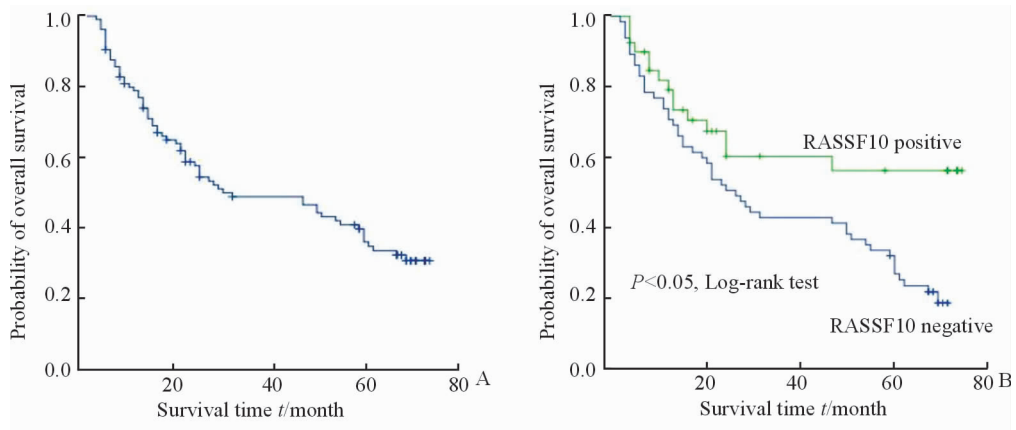 Probability of overall survival
1.0
0.8
0.6
0.4
0.2
0.0
20
40
60
80
A
Survival time t/month
Probability of overall survival
1.0
0.8
0.6
0.4
0.2
0.0
RASSF10 positive
P<0.05, Log-rank test
RASSF10 negative
20
40
60
80
B
Survival time t/month